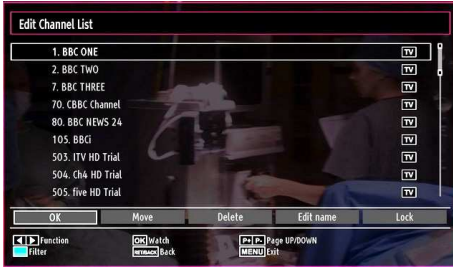 Edit Channel List
1. BBC ONE TV
2. BBC TWO TV
7. BBC THREE TV
70. CBBC Channel TV
80. BBC NEWS 24 TV
105. BBCi TV
503. ITV HD Trial TV
504. Ch4 HD Trial TV
505. five HD Trial TV
OK Move Delete Edit name Lock
Function OK Watch P+ P- Page UP/DOWN
Filter RET/BACK Back MENU Exit